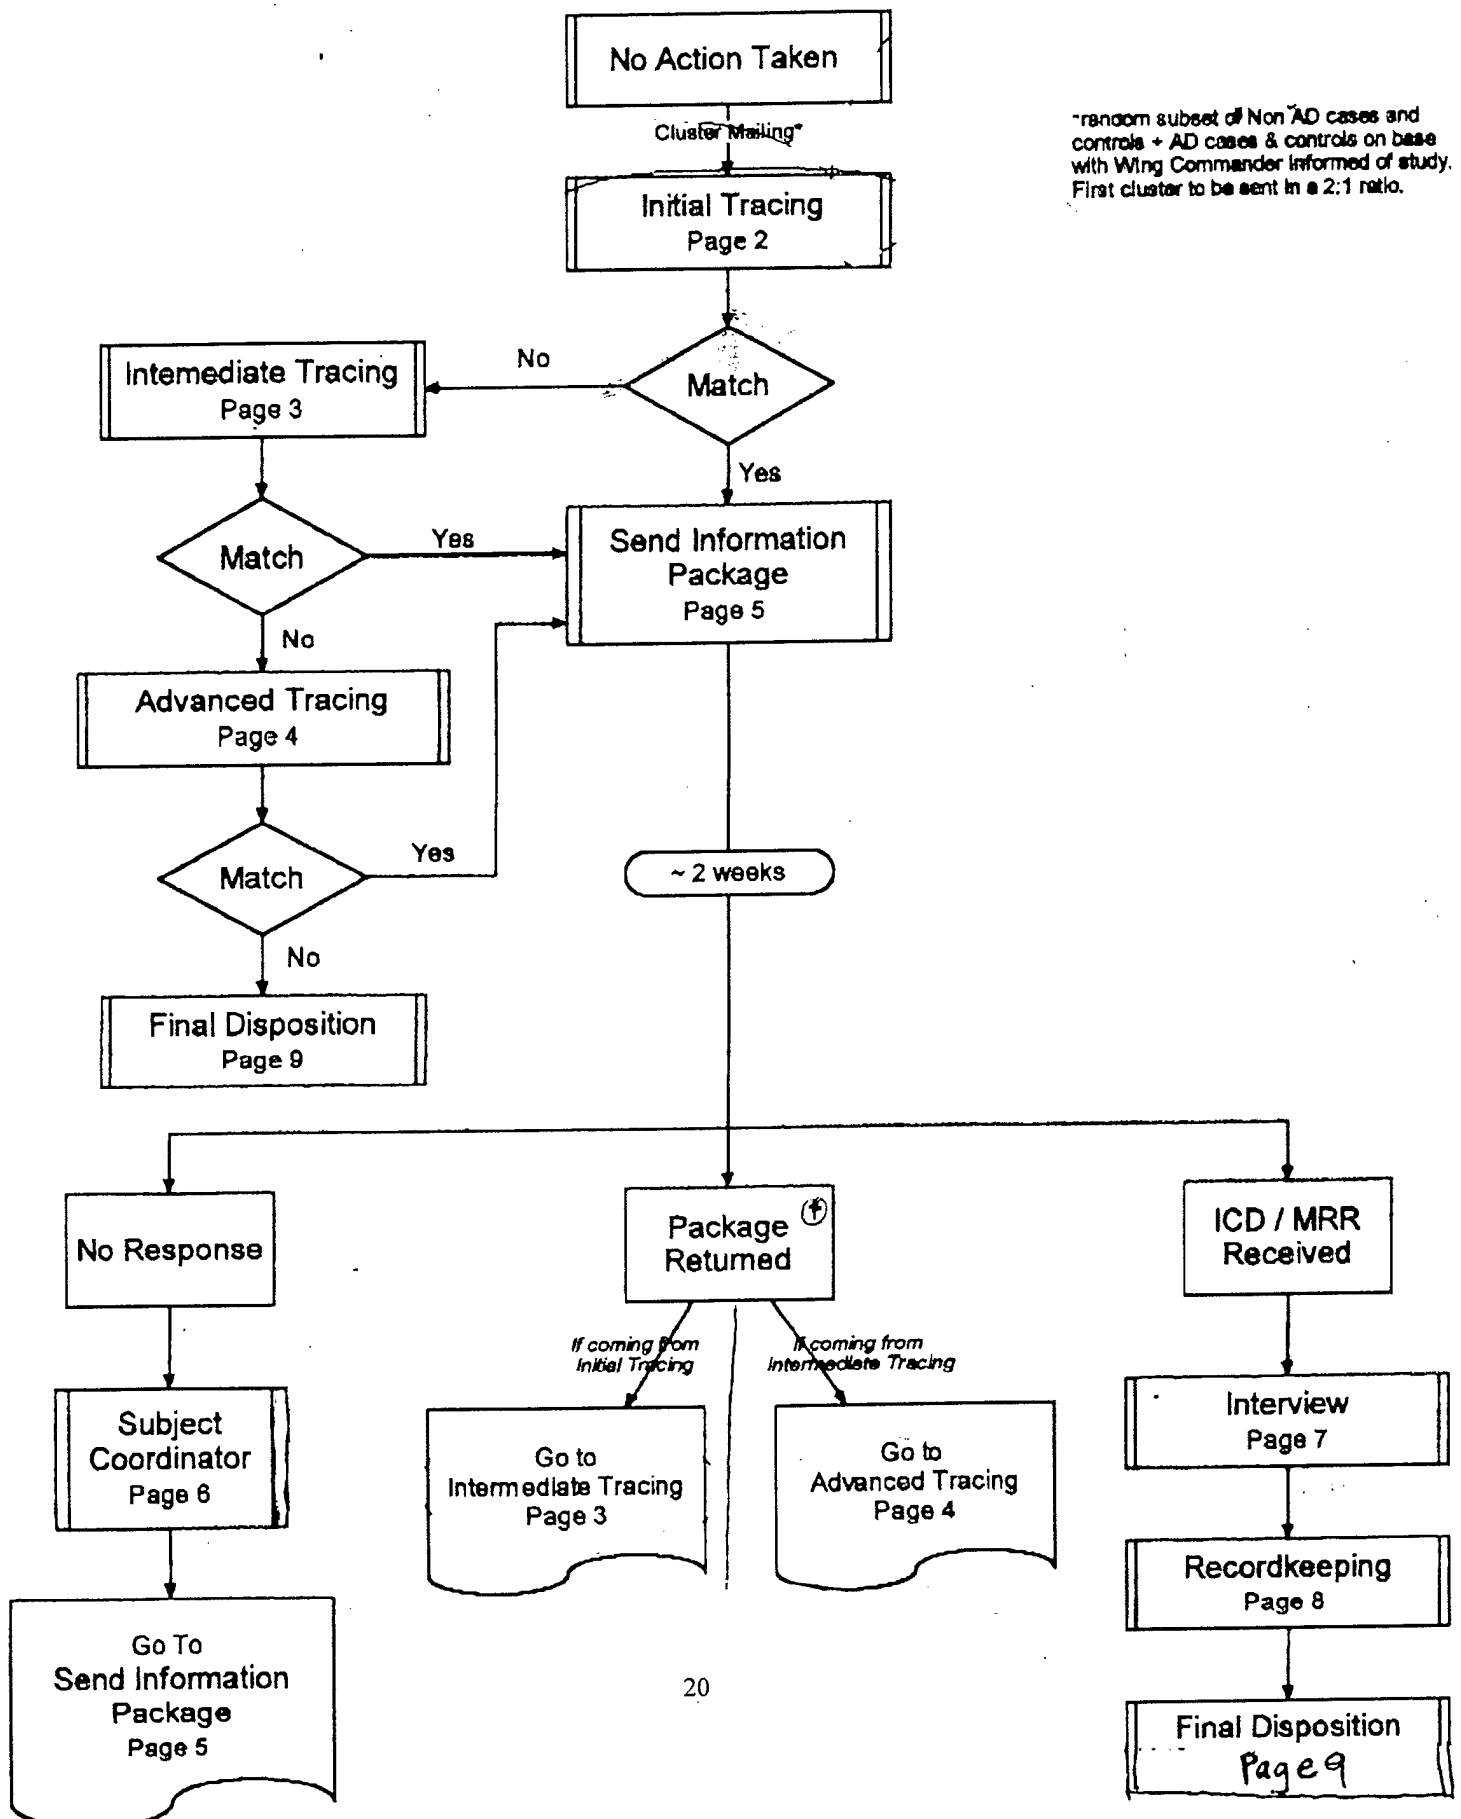 No Action Taken
Cluster Mailing*
*random subset of Non AD cases and
controls + AD cases & controls on base
with Wing Commander informed of study.
First cluster to be sent in a 2:1 ratio.
Initial Tracing
Page 2
Match
No
Intemediate Tracing
Page 3
Yes
Match
Yes
Send Information
Package
Page 5
No
Advanced Tracing
Page 4
Match
Yes
~ 2 weeks
No
Final Disposition
Page 9
No Response
Package
Returned
ICD / MRR
Received
If coming from
Initial Tracing
If coming from
Intermediate Tracing
Subject
Coordinator
Page 6
Go to
Intermediate Tracing
Page 3
Go to
Advanced Tracing
Page 4
Interview
Page 7
Recordkeeping
Page 8
Go To
Send Information
Package
Page 5
20
Final Disposition
Page 9